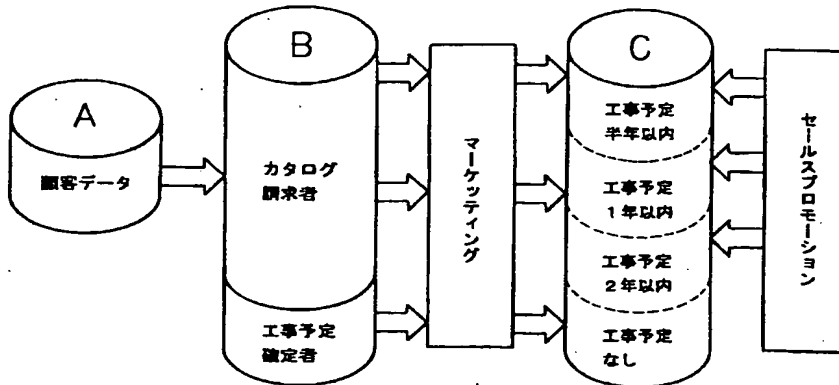 A
顧客データ
B
カタログ
請求者
工事予定
確定者
マーケッティング
C
工事予定
半年以内
工事予定
1年以内
工事予定
2年以内
工事予定
なし
セールスプロモーション